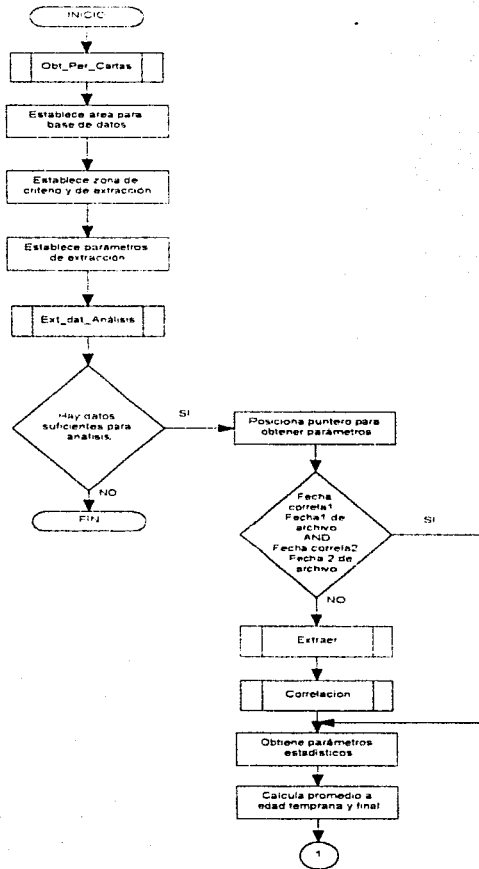 INICIO
Obt_Per_Cartas
Establece area para
base de datos
Establece zona de
criterio y de extracción
Establece parametros
de extracción
Ext_dat_Análisis
Hay datos
suficientes para
analisis.
SI
NO
FIN
Posiciona puntero para
obtener parámetros
Fecha
correla1
Fecha1 de
archivo
AND
Fecha correla2
Fecha 2 de
archivo
SI
NO
Extraer
Correlacion
Obtiene parámetros
estadísticos
Calcula promedio a
edad temprana y final
1